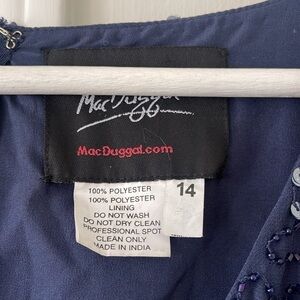 Mac Duggal
MacDuggal.com
100% POLYESTER
100% POLYESTER
LINING
DO NOT WASH
DO NOT DRY CLEAN
PROFESSIONAL SPOT
CLEAN ONLY
MADE IN INDIA
14